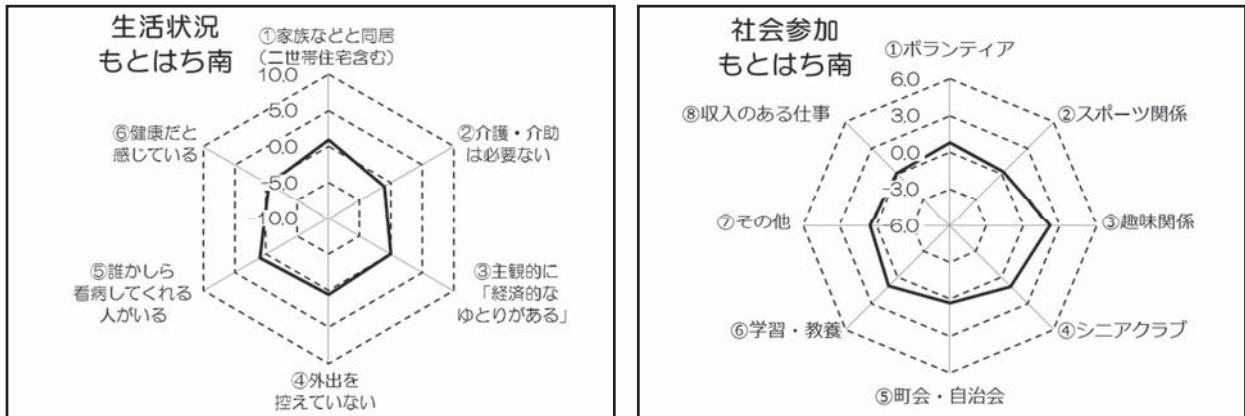 生活状況
もとはち南
①家族などと同居
(二世帯住宅含む)
10.0
5.0
0.0
-5.0
-10.0
②介護・介助
は必要ない
③主観的に
「経済的な
ゆとりがある」
④外出を
控えていない
⑤誰かしら
看病してくれる
人がいる
⑥健康だと
感じている
社会参加
もとはち南
①ボランティア
6.0
3.0
0.0
-3.0
-6.0
②スポーツ関係
③趣味関係
④シニアクラブ
⑤町会・自治会
⑥学習・教養
⑦その他
⑧収入のある仕事